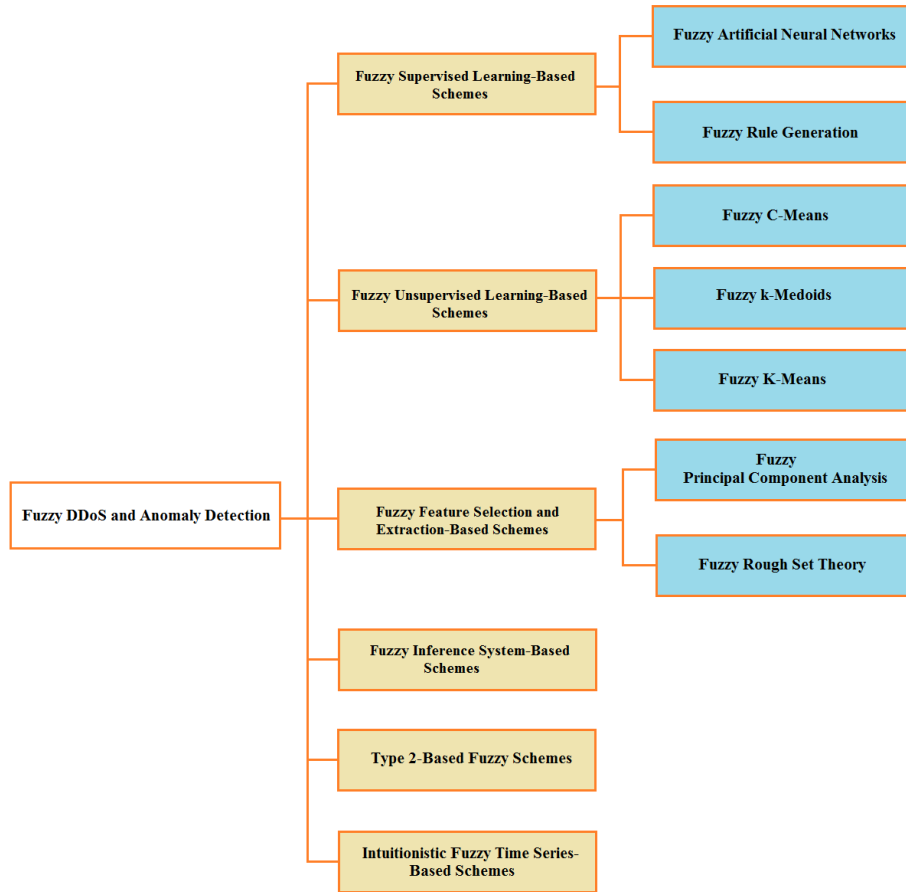 Fuzzy DDoS and Anomaly Detection
Fuzzy Supervised Learning-Based
Schemes
Fuzzy Artificial Neural Networks
Fuzzy Rule Generation
Fuzzy Unsupervised Learning-Based
Schemes
Fuzzy C-Means
Fuzzy k-Medoids
Fuzzy K-Means
Fuzzy Feature Selection and
Extraction-Based Schemes
Fuzzy
Principal Component Analysis
Fuzzy Rough Set Theory
Fuzzy Inference System-Based
Schemes
Type 2-Based Fuzzy Schemes
Intuitionistic Fuzzy Time Series-
Based Schemes